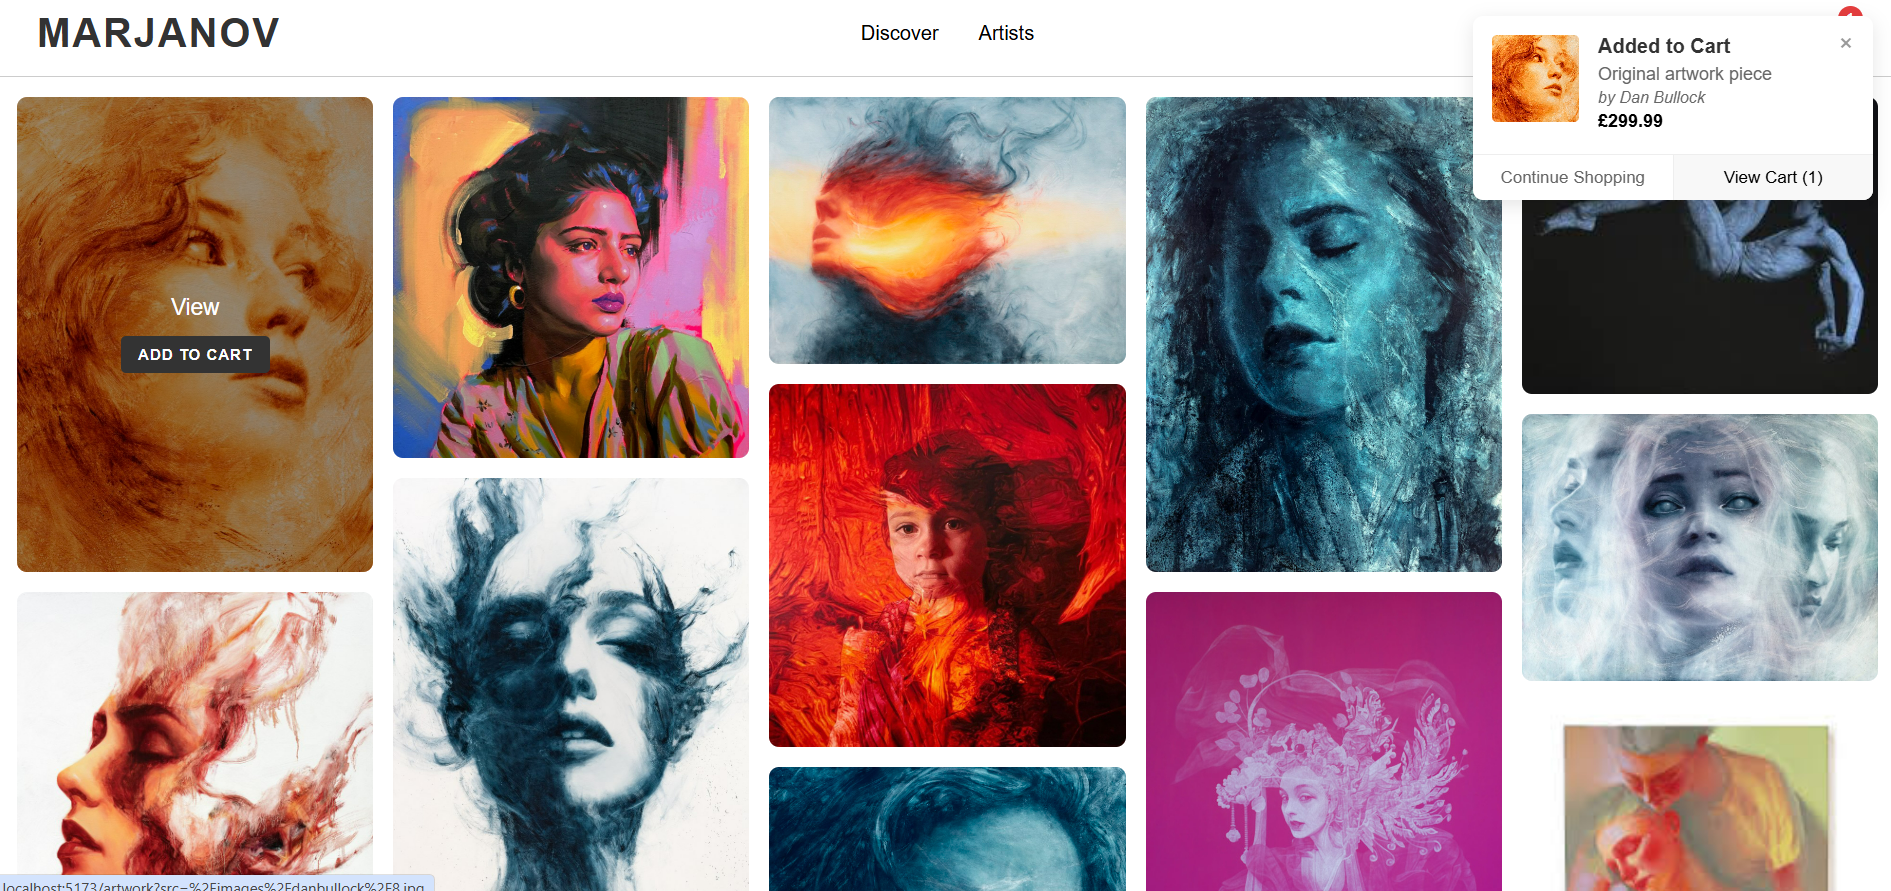 MARJANOV
Discover
Artists
Added to Cart
×
Original artwork piece
by Dan Bullock
£299.99
Continue Shopping
View Cart (1)
View
ADD TO CART
localhost:5173/artwork?src=%2Fimages%2Fdanbullock%2F8.jpg